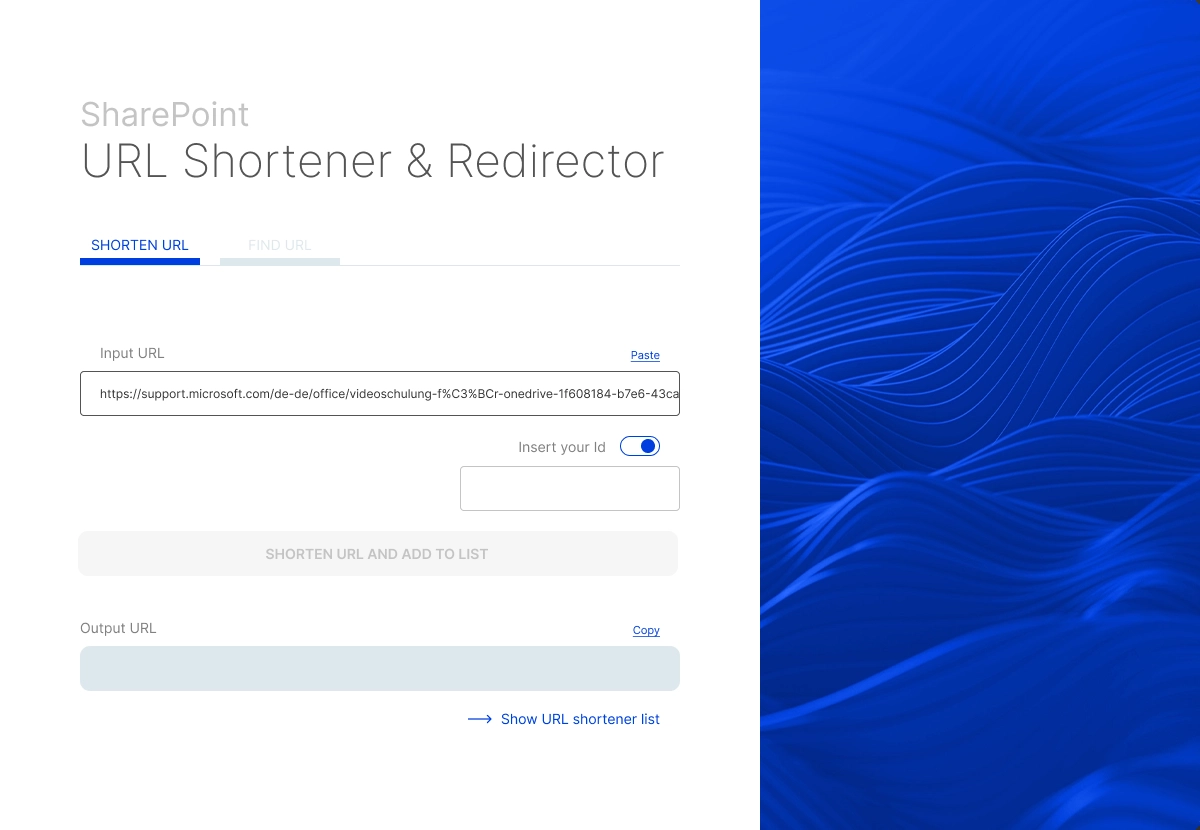 SharePoint
URL Shortener & Redirector
SHORTEN URL
FIND URL
Input URL
Paste
https://support.microsoft.com/de-de/office/videoschulung-f%C3%BCr-onedrive-1f608184-b7e6-43ca
Insert your Id
SHORTEN URL AND ADD TO LIST
Output URL
Copy
Show URL shortener list